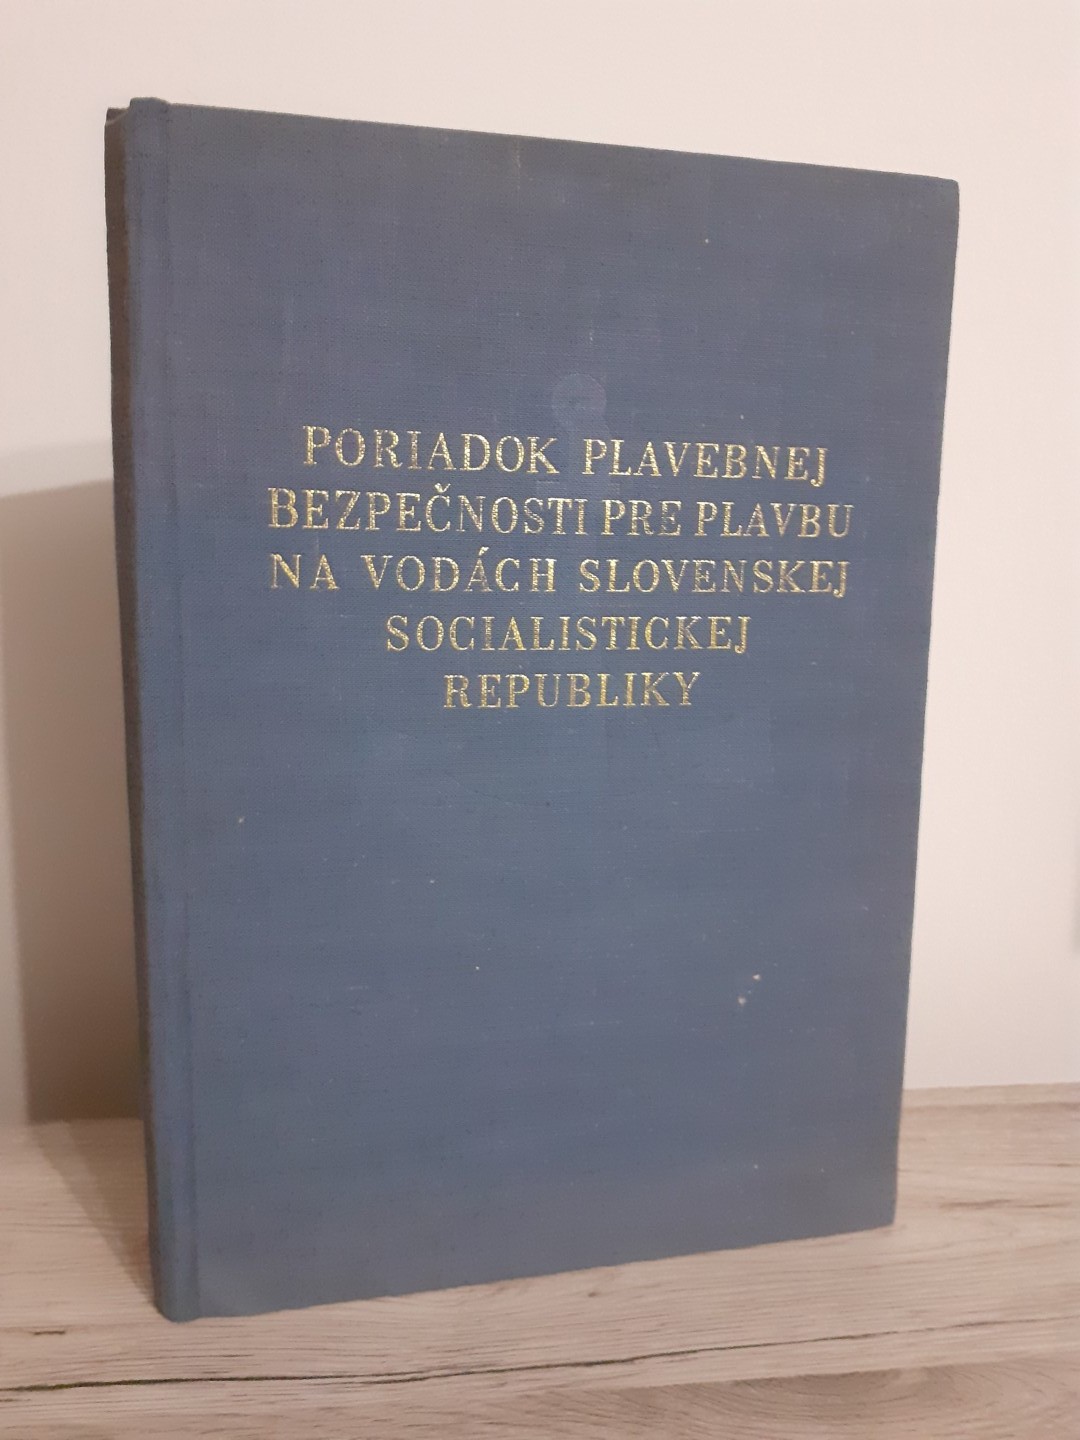 PORIADOK PLAVEBNEJ
BEZPEČNOSTI PRE PLAVBU
NA VODÁCH SLOVENSKEJ
SOCIALISTICKEJ
REPUBLIKY